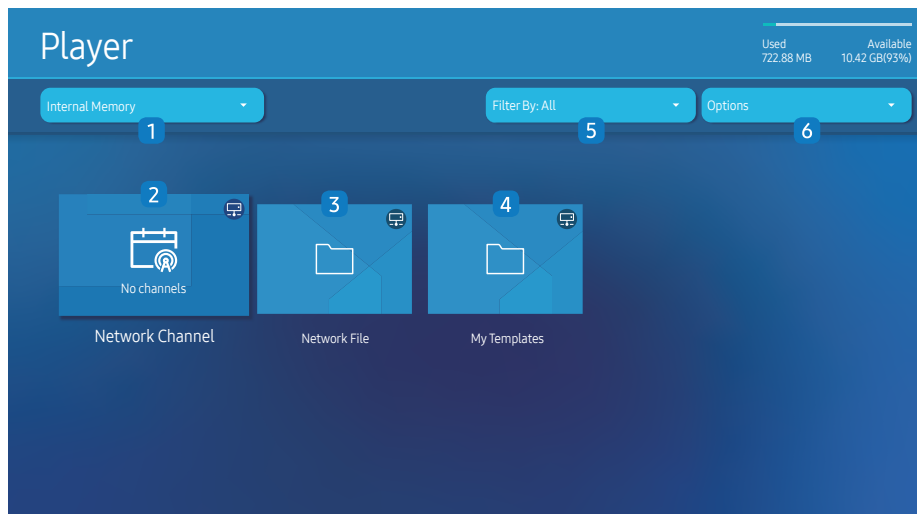 Player
Used
722.88 MB
Available
10.42 GB(93%)
Internal Memory
Filter By: All
Options
1
5
6
2
3
4
No channels
Network Channel
Network File
My Templates